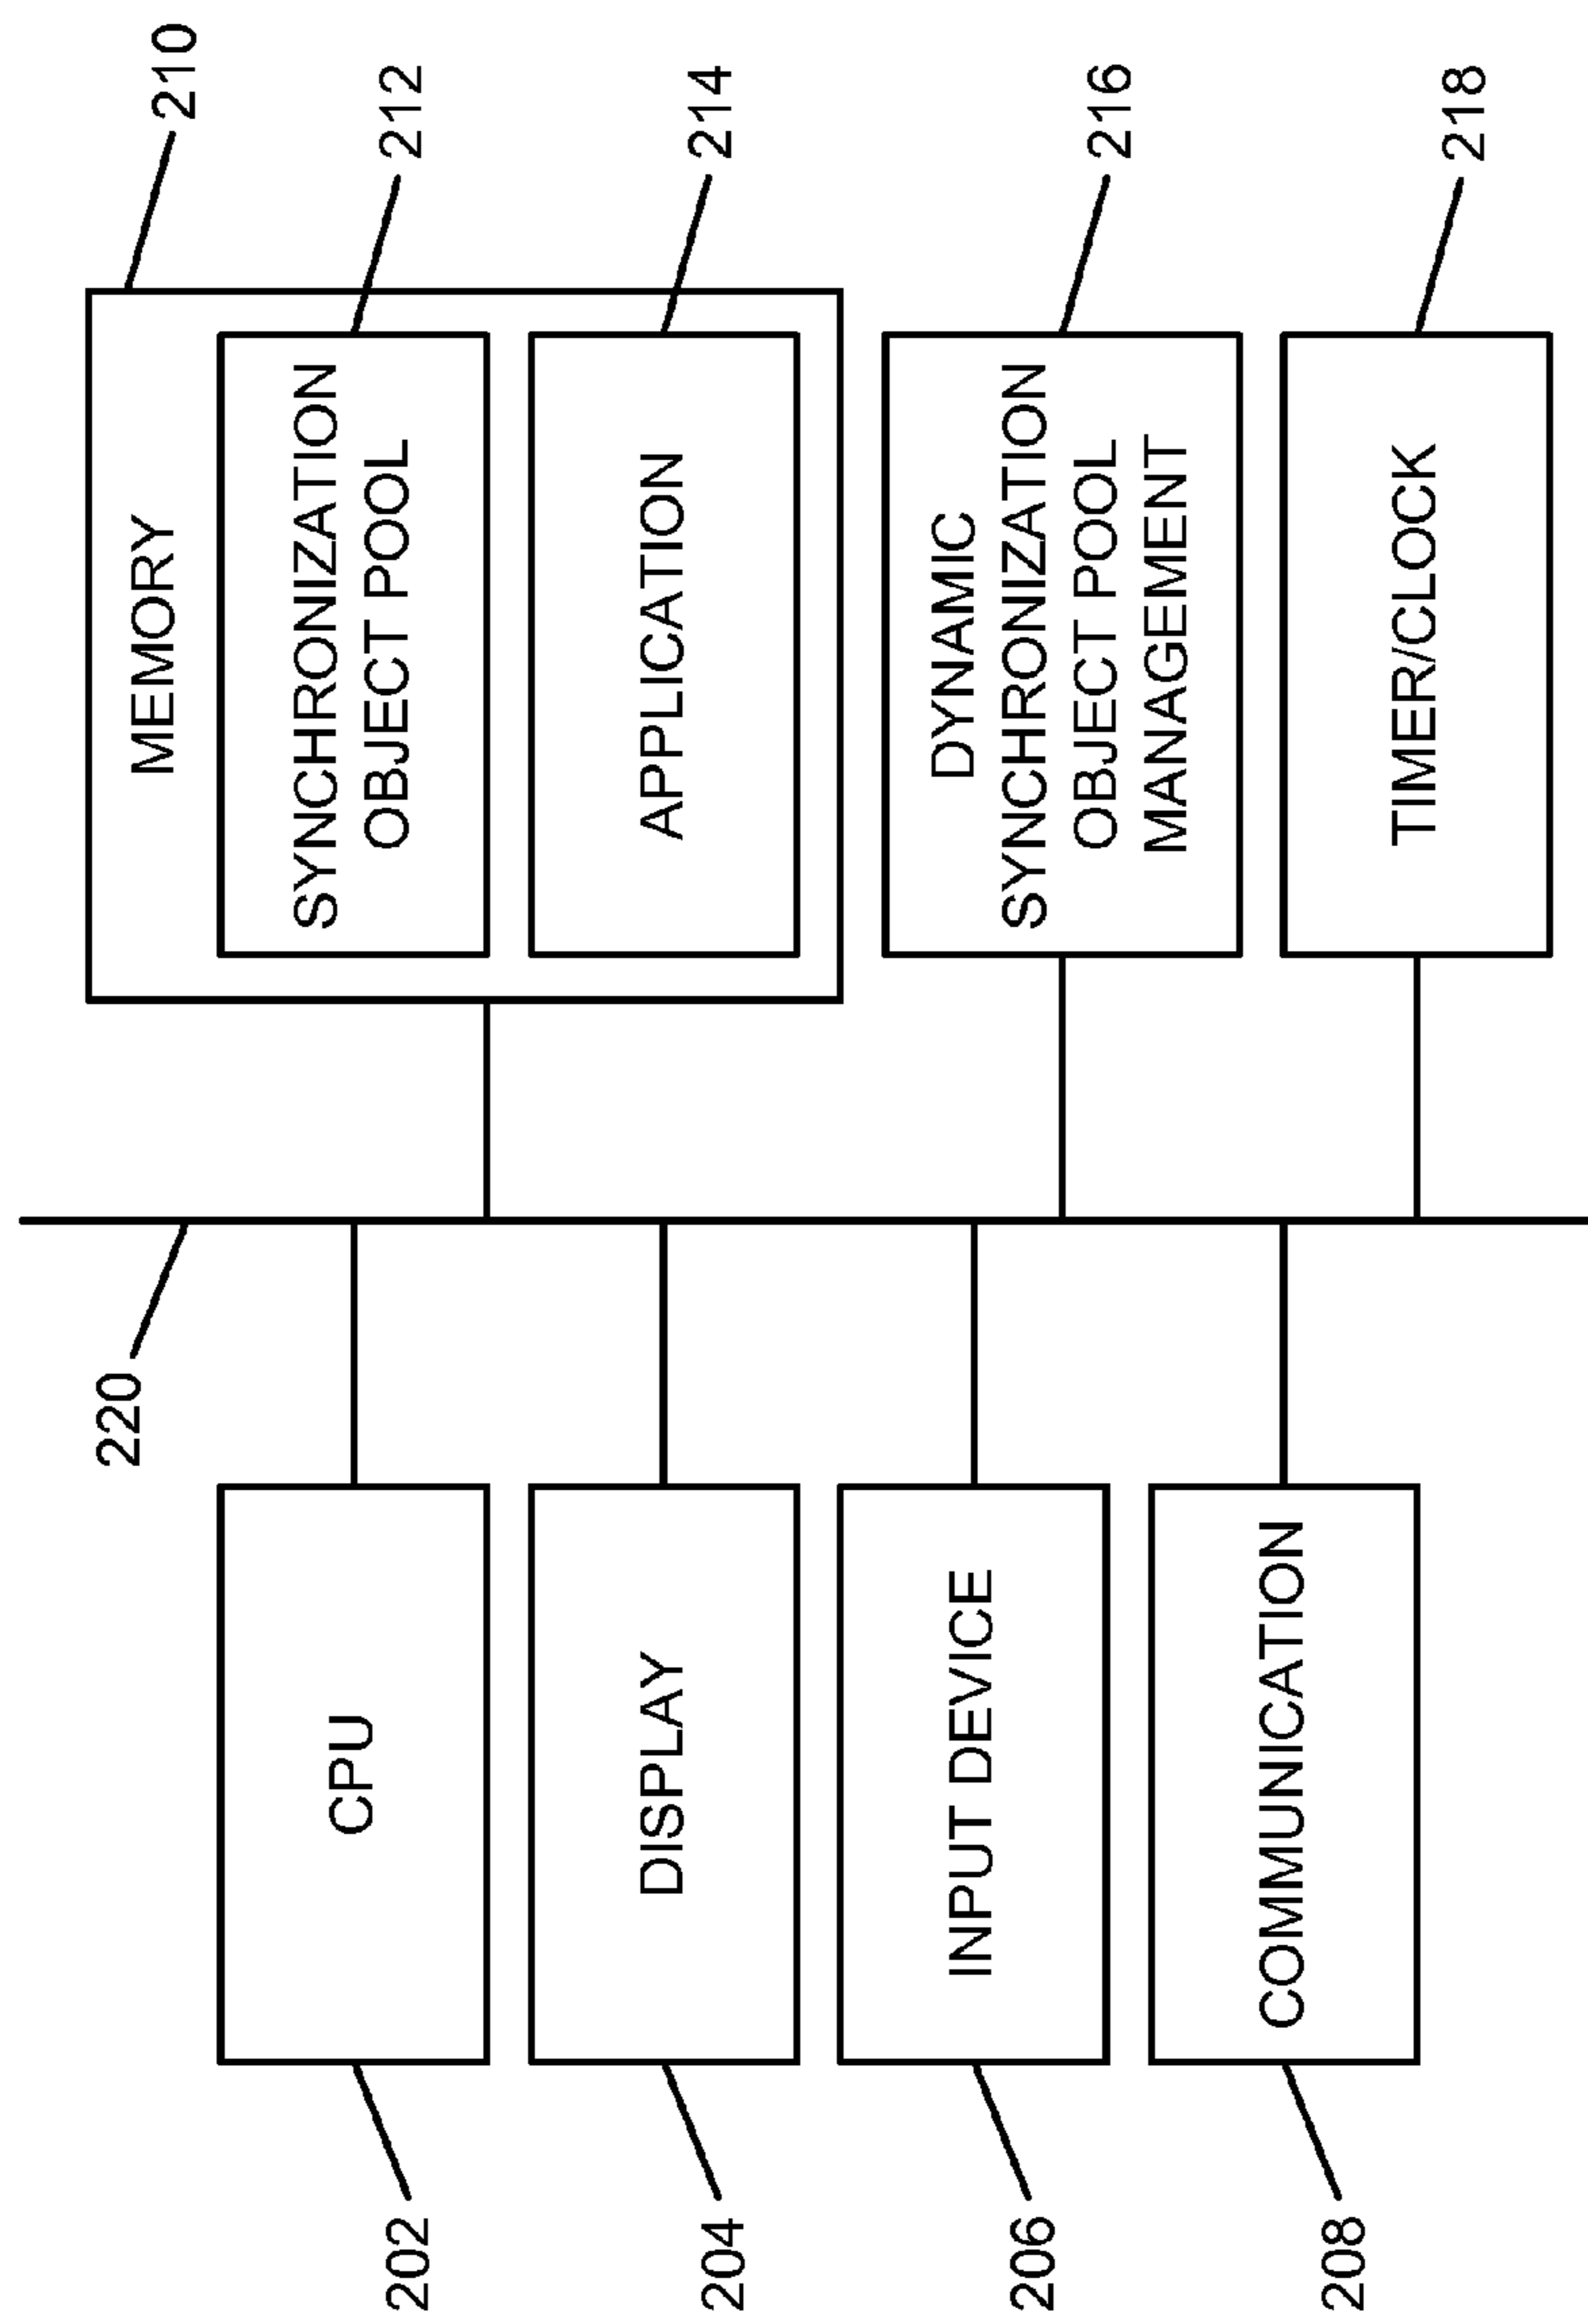 202
CPU
204
DISPLAY
206
INPUT DEVICE
208
COMMUNICATION
220
MEMORY
210
SYNCHRONIZATION
OBJECT POOL
212
APPLICATION
214
DYNAMIC
SYNCHRONIZATION
OBJECT POOL
MANAGEMENT
216
TIMER/CLOCK
218